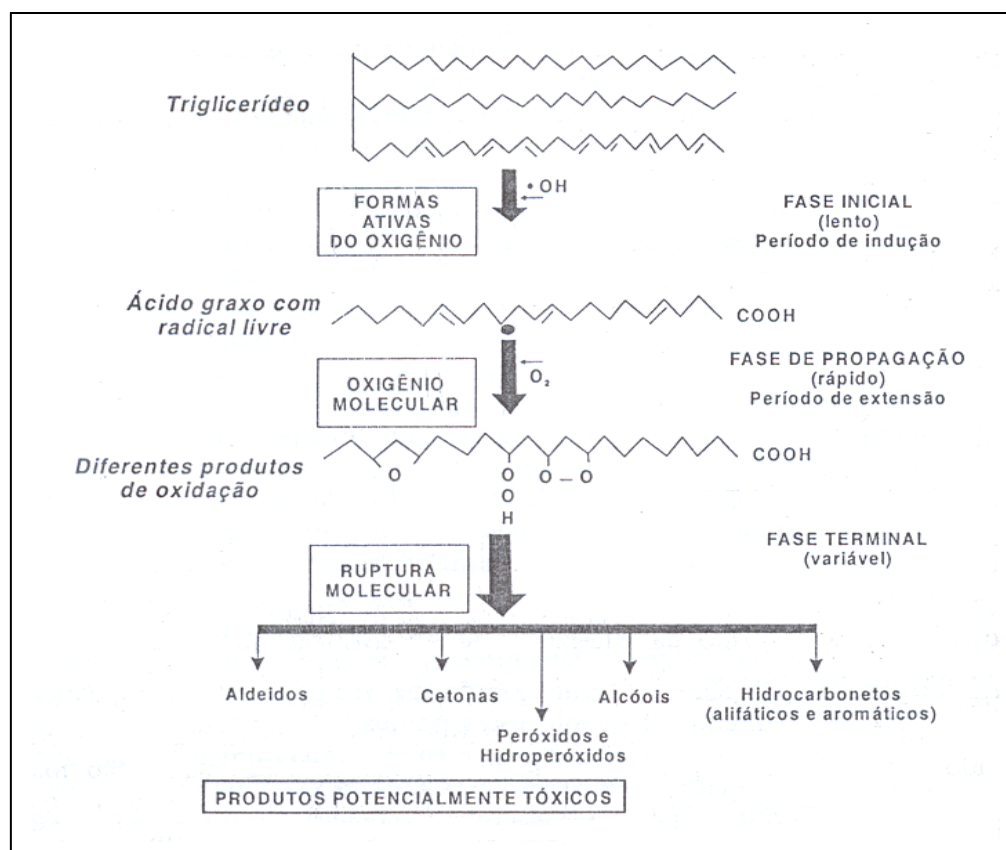 Triglicerídeo
• OH
FORMAS
ATIVAS
DO OXIGÊNIO
FASE INICIAL
(lento)
Período de indução
Ácido graxo com
radical livre
COOH
O₂
OXIGÊNIO
MOLECULAR
FASE DE PROPAGAÇÃO
(rápido)
Período de extensão
Diferentes produtos
de oxidação
COOH
O
O
O
H
O – O
FASE TERMINAL
(variável)
RUPTURA
MOLECULAR
Aldeidos
Cetonas
Peróxidos e
Hidroperóxidos
Alcóois
Hidrocarbonetos
(alifáticos e aromáticos)
PRODUTOS POTENCIALMENTE TÓXICOS